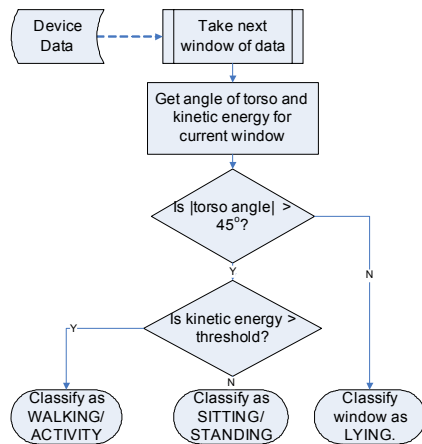 Device
Data
Take next
window of data
Get angle of torso and
kinetic energy for
current window
Is |torso angle| >
45°?
Y
N
Is kinetic energy >
threshold?
Y
N
Classify as
WALKING/
ACTIVITY
Classify as
SITTING/
STANDING
Classify
window as
LYING.